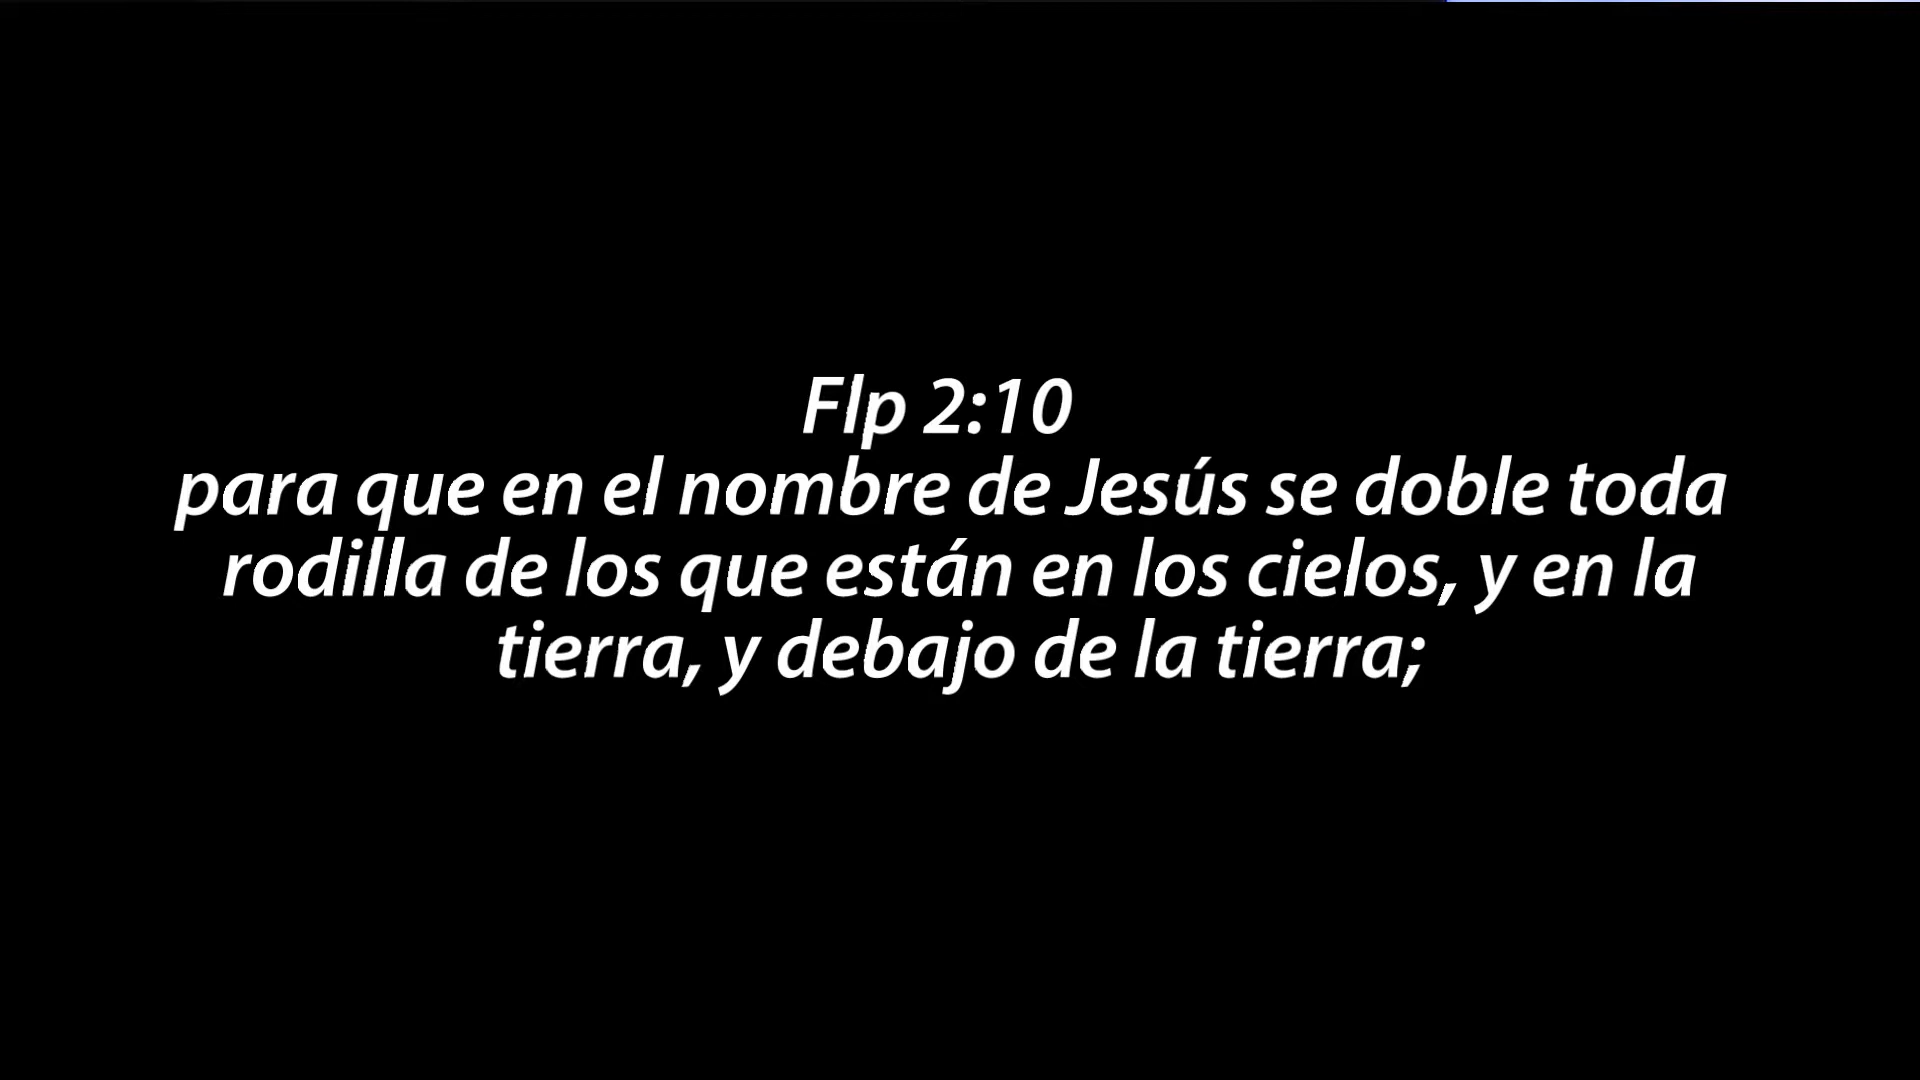 Flp 2:10
para que en el nombre de Jesús se doble toda
rodilla de los que están en los cielos, y en la
tierra, y debajo de la tierra;